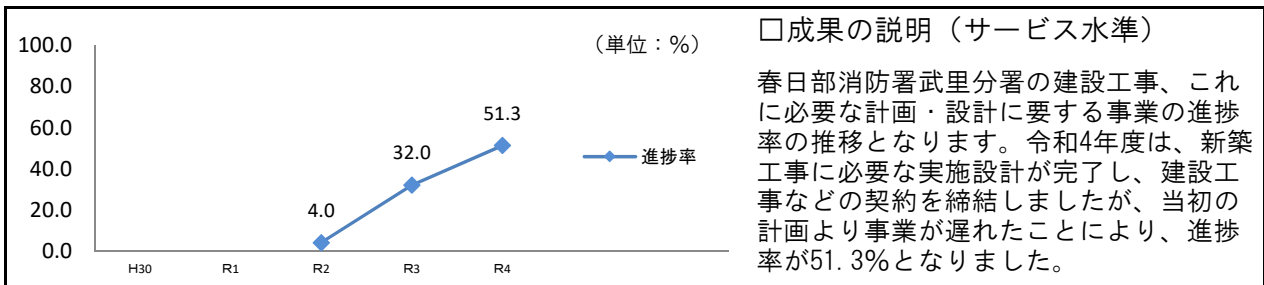 100.0
80.0
60.0
40.0
20.0
0.0
（単位：％）
4.0
32.0
51.3
進捗率
H30
R1
R2
R3
R4
□成果の説明（サービス水準）
春日部消防署武里分署の建設工事、これ
に必要な計画・設計に要する事業の進捗
率の推移となります。令和4年度は、新築
工事に必要な実施設計が完了し、建設工
事などの契約を締結しましたが、当初の
計画より事業が遅れたことにより、進捗
率が51.3％となりました。